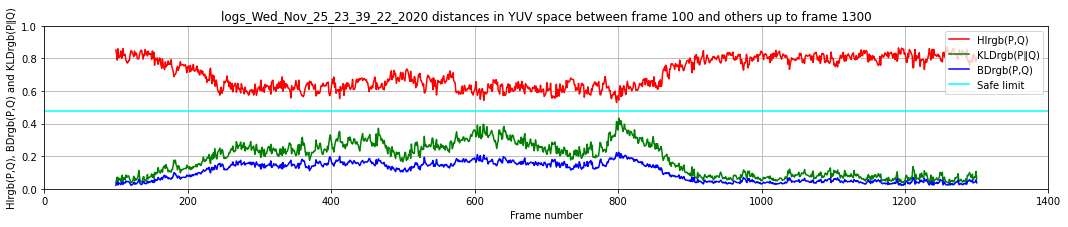 logs_Wed_Nov_25_23_39_22_2020 distances in YUV space between frame 100 and others up to frame 1300
HIrgb(P,Q), BDrgb(P,Q) and KLDrgb(P‖Q)
1.0
0.8
0.6
0.4
0.2
0.0
HIrgb(P,Q)
KLDrgb(P‖Q)
BDrgb(P,Q)
Safe limit
0 200 400 600 800 1000 1200 1400
Frame number